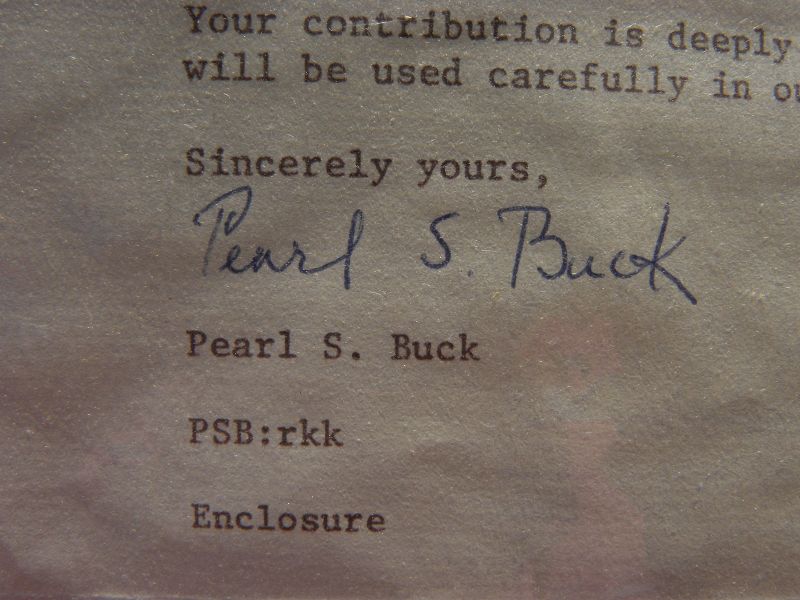 Your contribution is deeply
will be used carefully in
Sincerely yours,
Pearl S. Buck
Pearl S. Buck
PSB:rkk
Enclosure